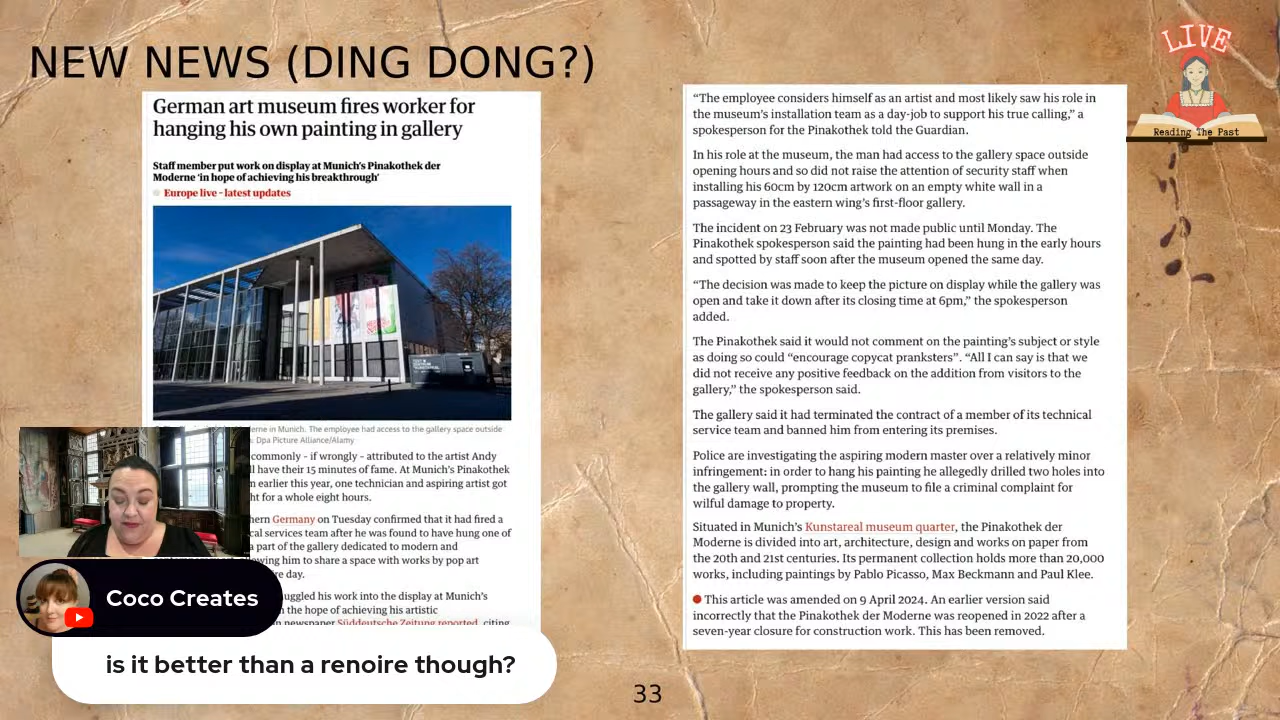 NEW NEWS (DING DONG?)
German art museum fires worker for
hanging his own painting in gallery
Staff member put work on display at Munich's Pinakothek der
Moderne 'in hope of achieving his breakthrough'
Europe live – latest updates
erne in Munich. The employee had access to the gallery space outside
Dpa Picture Alliance/Alamy
commonly – if wrongly – attributed to the artist Andy
ll have their 15 minutes of fame. At Munich's Pinakothek
earlier this year, one technician and aspiring artist got
ht for a whole eight hours.
hern Germany on Tuesday confirmed that it had fired a
cal services team after he was found to have hung one of
a part of the gallery dedicated to modern and
owing him to share a space with works by pop art
re day.
uggled his work into the display at Munich's
n the hope of achieving his artistic
n newspaper Süddeutsche Zeitung reported, citing
"The employee considers himself as an artist and most likely saw his role in
the museum's installation team as a day-job to support his true calling," a
spokesperson for the Pinakothek told the Guardian.
In his role at the museum, the man had access to the gallery space outside
opening hours and so did not raise the attention of security staff when
installing his 60cm by 120cm artwork on an empty white wall in a
passageway in the eastern wing's first-floor gallery.
The incident on 23 February was not made public until Monday. The
Pinakothek spokesperson said the painting had been hung in the early hours
and spotted by staff soon after the museum opened the same day.
"The decision was made to keep the picture on display while the gallery was
open and take it down after its closing time at 6pm," the spokesperson
added.
The Pinakothek said it would not comment on the painting's subject or style
as doing so could "encourage copycat pranksters". "All I can say is that we
did not receive any positive feedback on the addition from visitors to the
gallery," the spokesperson said.
The gallery said it had terminated the contract of a member of its technical
service team and banned him from entering its premises.
Police are investigating the aspiring modern master over a relatively minor
infringement: in order to hang his painting he allegedly drilled two holes into
the gallery wall, prompting the museum to file a criminal complaint for
wilful damage to property.
Situated in Munich's Kunstareal museum quarter, the Pinakothek der
Moderne is divided into art, architecture, design and works on paper from
the 20th and 21st centuries. Its permanent collection holds more than 20,000
works, including paintings by Pablo Picasso, Max Beckmann and Paul Klee.
This article was amended on 9 April 2024. An earlier version said
incorrectly that the Pinakothek der Moderne was reopened in 2022 after a
seven-year closure for construction work. This has been removed.
LIVE
Reading The Past
Coco Creates
is it better than a renoire though?
33